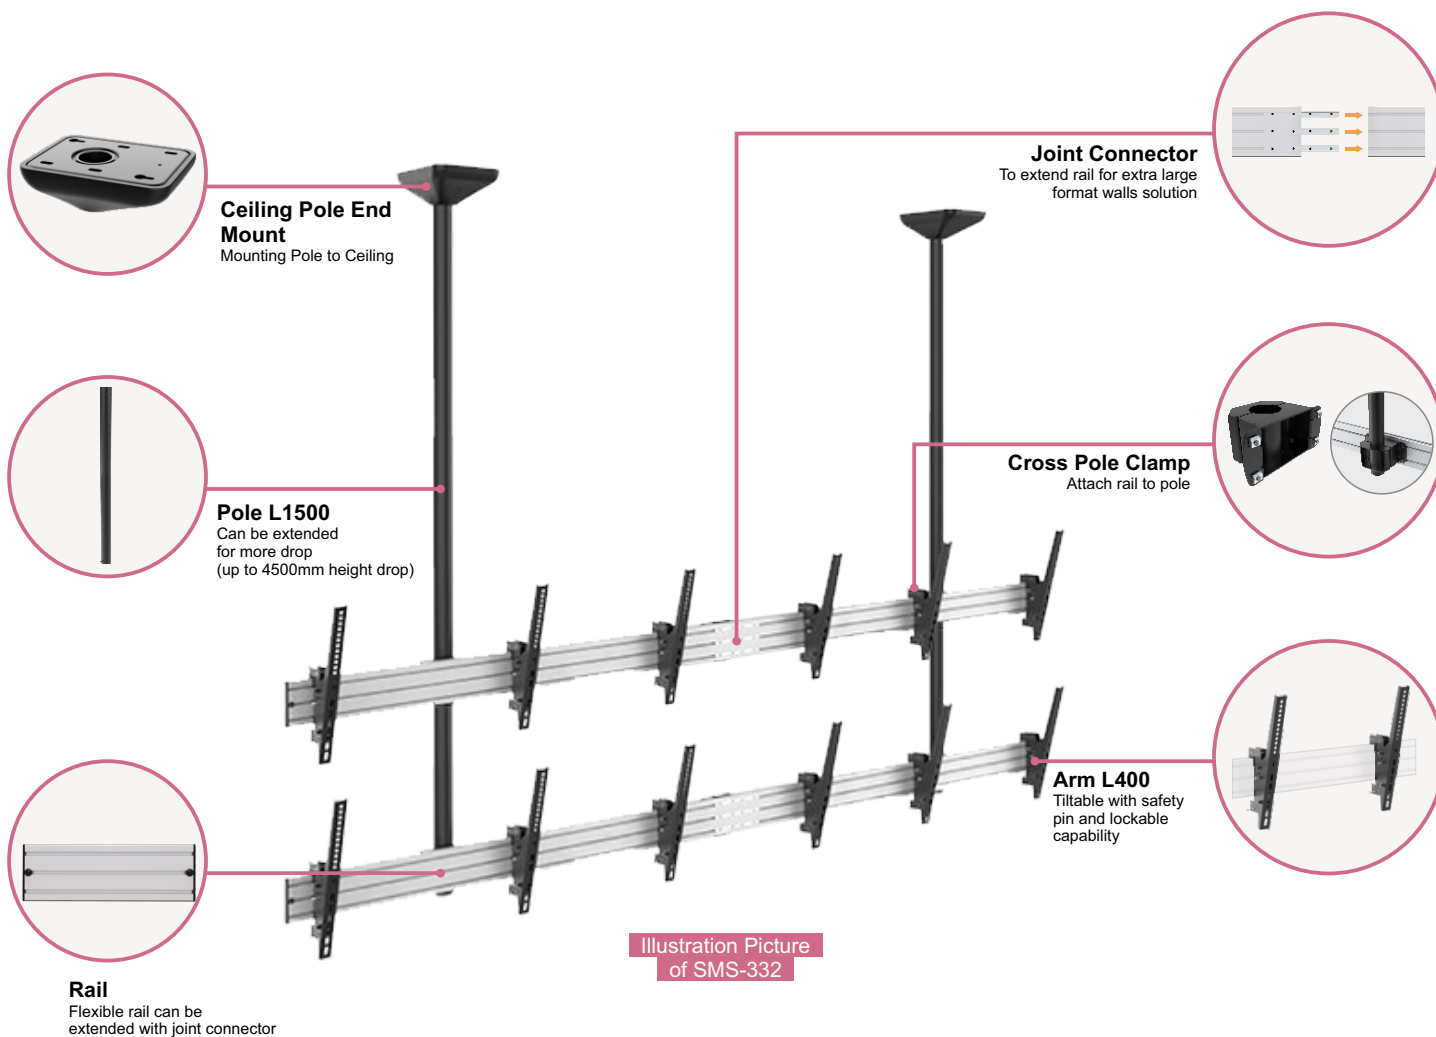 Ceiling Pole End
Mount
Mounting Pole to Ceiling
Joint Connector
To extend rail for extra large
format walls solution
Cross Pole Clamp
Attach rail to pole
Pole L1500
Can be extended
for more drop
(up to 4500mm height drop)
Arm L400
Tiltable with safety
pin and lockable
capability
Illustration Picture
of SMS-332
Rail
Flexible rail can be
extended with joint connector